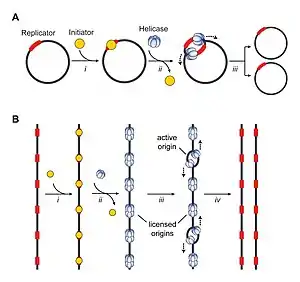 A
Replicator
Initiator
Helicase
i
ii
iii
B
i
ii
iii
iv
active
origin
licensed
origins